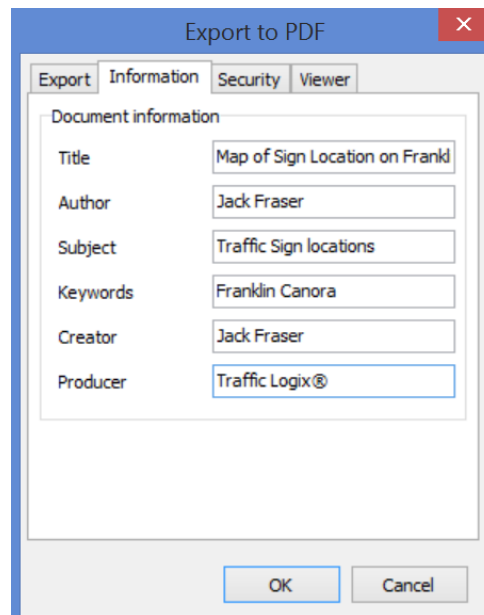 Export to PDF
Export Information Security Viewer
Document information
Title Map of Sign Location on Frankl
Author Jack Fraser
Subject Traffic Sign locations
Keywords Franklin Canora
Creator Jack Fraser
Producer Traffic Logix®
OK Cancel